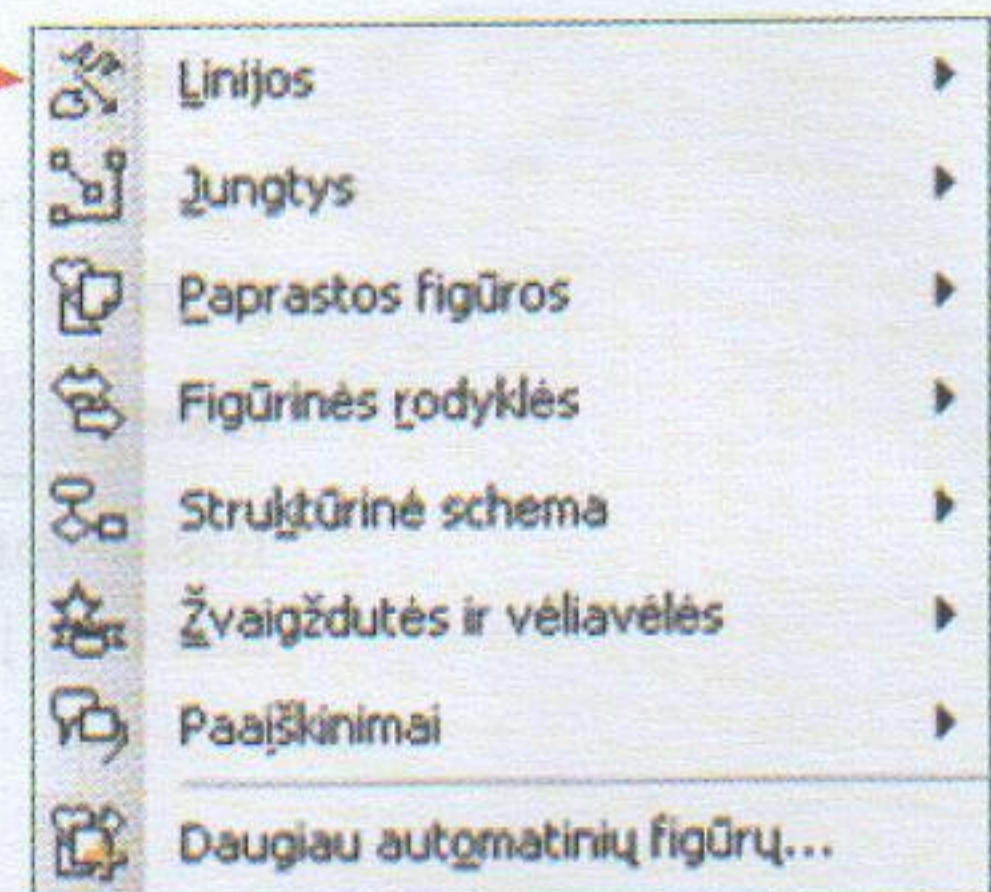 Linijos
Jungtys
Paprastos figūros
Figūrinės rodyklės
Struktūrinė schema
Žvaigždutės ir vėliavėlės
Paaiškinimai
Daugiau automatinių figūrų...